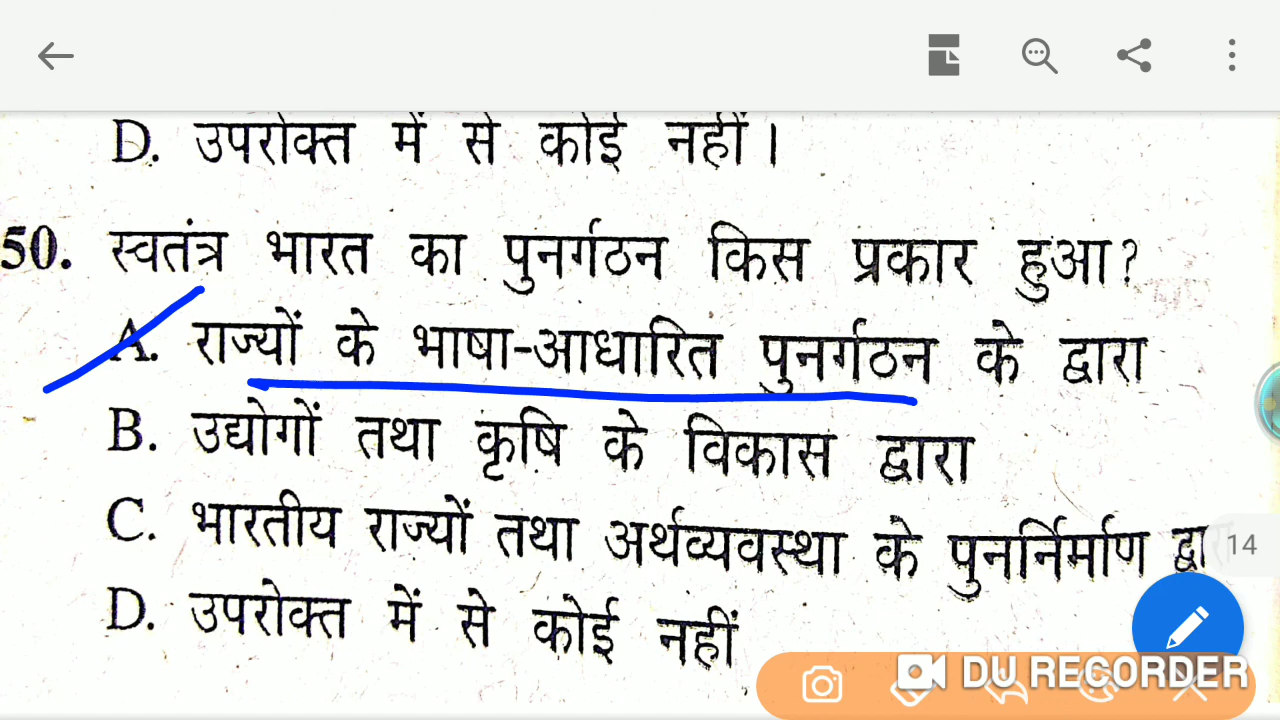 D. उपरोक्त में से कोई नहीं।
50. स्वतंत्र भारत का पुनर्गठन किस प्रकार हुआ?
A. राज्यों के भाषा-आधारित पुनर्गठन के द्वारा
B. उद्योगों तथा कृषि के विकास द्वारा
C. भारतीय राज्यों तथा अर्थव्यवस्था के पुनर्निर्माण द्वारा
14
D. उपरोक्त में से कोई नहीं
DU RECORDER